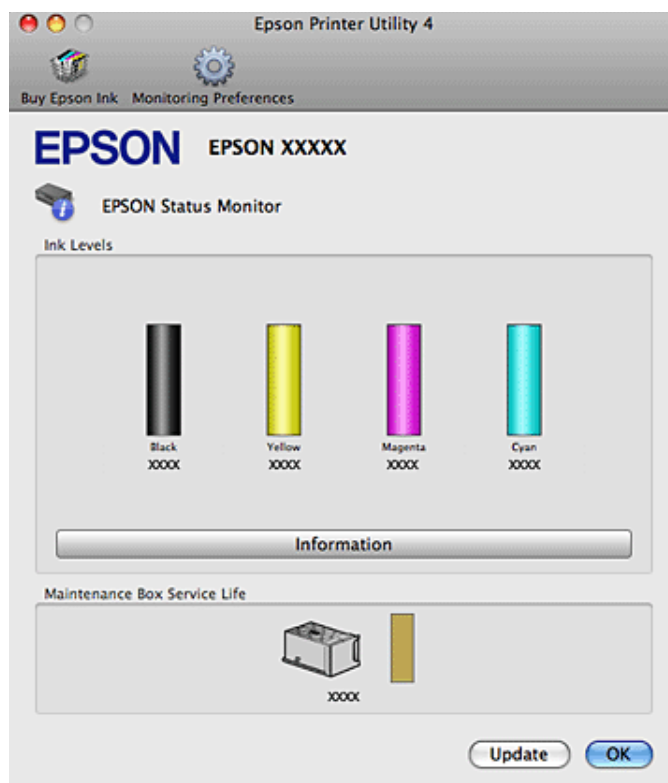 Epson Printer Utility 4
Buy Epson Ink Monitoring Preferences
EPSON EPSON XXXXX
EPSON Status Monitor
Ink Levels
Black Yellow Magenta Cyan
XXXX XXXX XXXX XXXX
Information
Maintenance Box Service Life
XXXX
Update OK